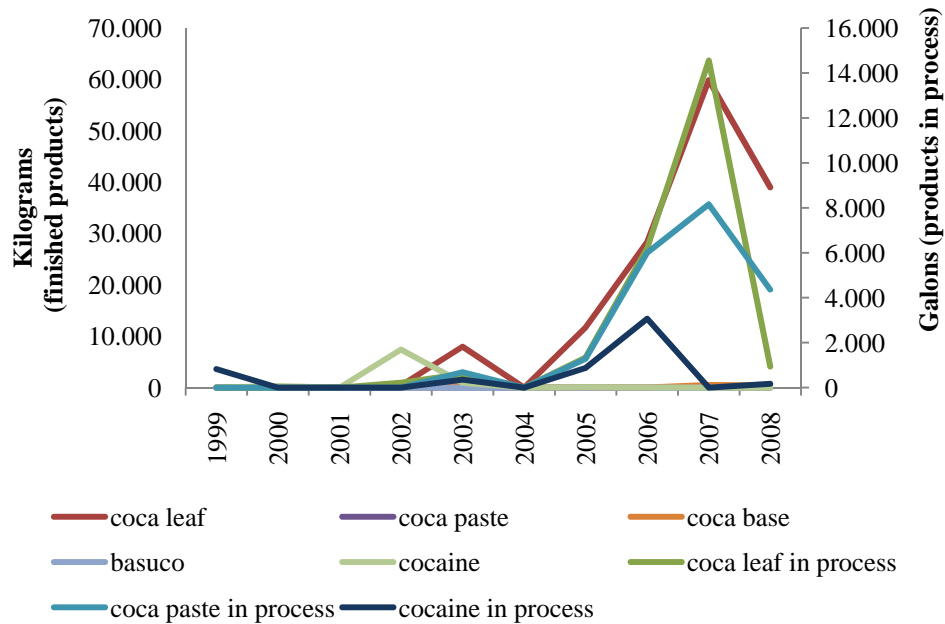 Kilograms
(finished products)
70.000
60.000
50.000
40.000
30.000
20.000
10.000
0
16.000
14.000
12.000
10.000
8.000
6.000
4.000
2.000
0
Galons (products in process)
1999
2000
2001
2002
2003
2004
2005
2006
2007
2008
coca leaf
coca paste
coca base
basuco
cocaine
coca leaf in process
coca paste in process
cocaine in process